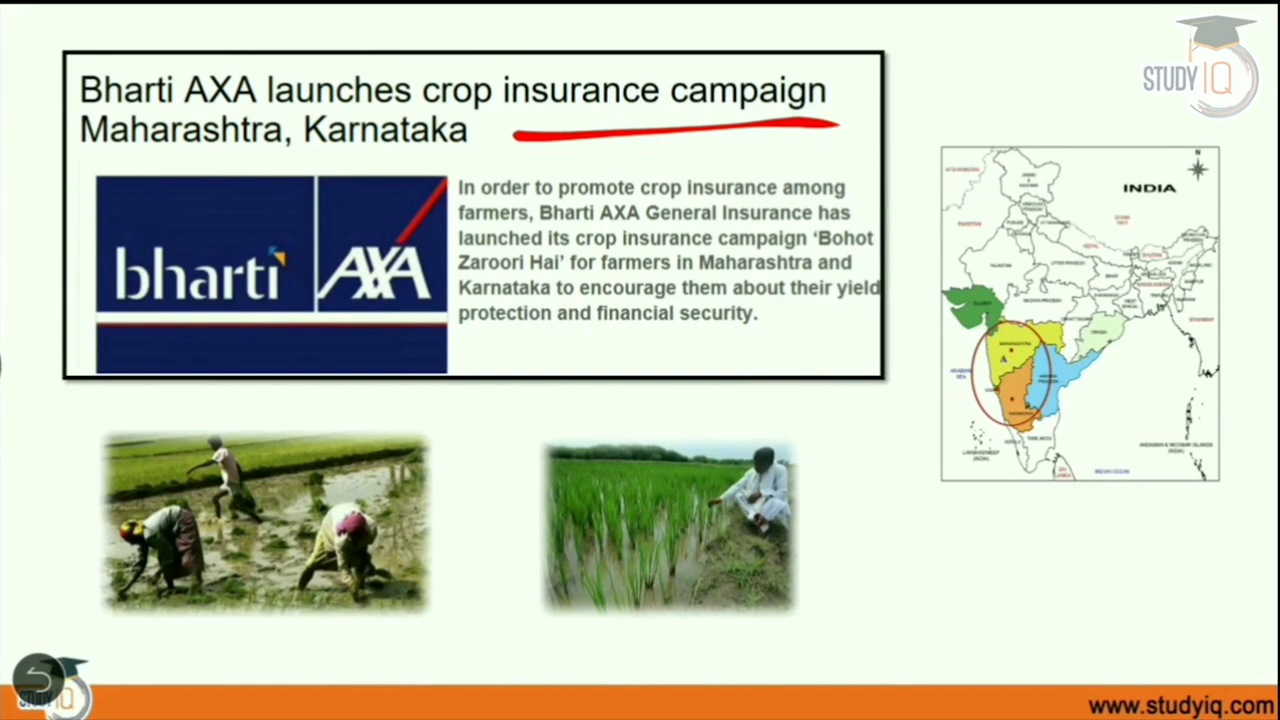 STUDY IQ
Bharti AXA launches crop insurance campaign
Maharashtra, Karnataka
bharti
AXA
In order to promote crop insurance among
farmers, Bharti AXA General Insurance has
launched its crop insurance campaign ‘Bohot
Zaroori Hai’ for farmers in Maharashtra and
Karnataka to encourage them about their yield
protection and financial security.
N
INDIA
A
STUDY IQ
www.studyiq.com